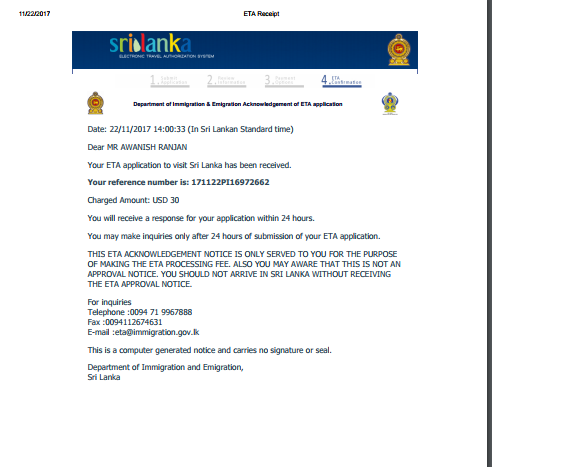 11/22/2017
ETA Receipt
srilanka
ELECTRONIC TRAVEL AUTHORIZATION SYSTEM
1. Submit Application
2. Review Information
3. Payment Options
4. ETA Confirmation
Department of Immigration & Emigration Acknowledgement of ETA application
Date: 22/11/2017 14:00:33 (In Sri Lankan Standard time)
Dear MR AWANISH RANJAN
Your ETA application to visit Sri Lanka has been received.
Your reference number is: 171122PI16972662
Charged Amount: USD 30
You will receive a response for your application within 24 hours.
You may make inquiries only after 24 hours of submission of your ETA application.
THIS ETA ACKNOWLEDGEMENT NOTICE IS ONLY SERVED TO YOU FOR THE PURPOSE
OF MAKING THE ETA PROCESSING FEE. ALSO YOU MAY AWARE THAT THIS IS NOT AN
APPROVAL NOTICE. YOU SHOULD NOT ARRIVE IN SRI LANKA WITHOUT RECEIVING
THE ETA APPROVAL NOTICE.
For inquiries
Telephone :0094 71 9967888
Fax :0094112674631
E-mail :eta@immigration.gov.lk
This is a computer generated notice and carries no signature or seal.
Department of Immigration and Emigration,
Sri Lanka